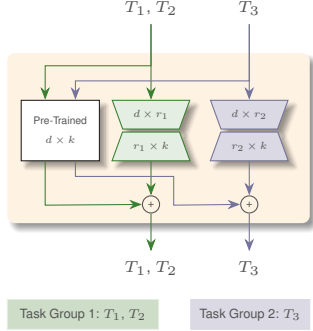 T₁, T₂ T₃
Pre-Trained
d × k
d × r₁
r₁ × k
d × r₂
r₂ × k
+ +
T₁, T₂ T₃
Task Group 1: T₁, T₂ Task Group 2: T₃